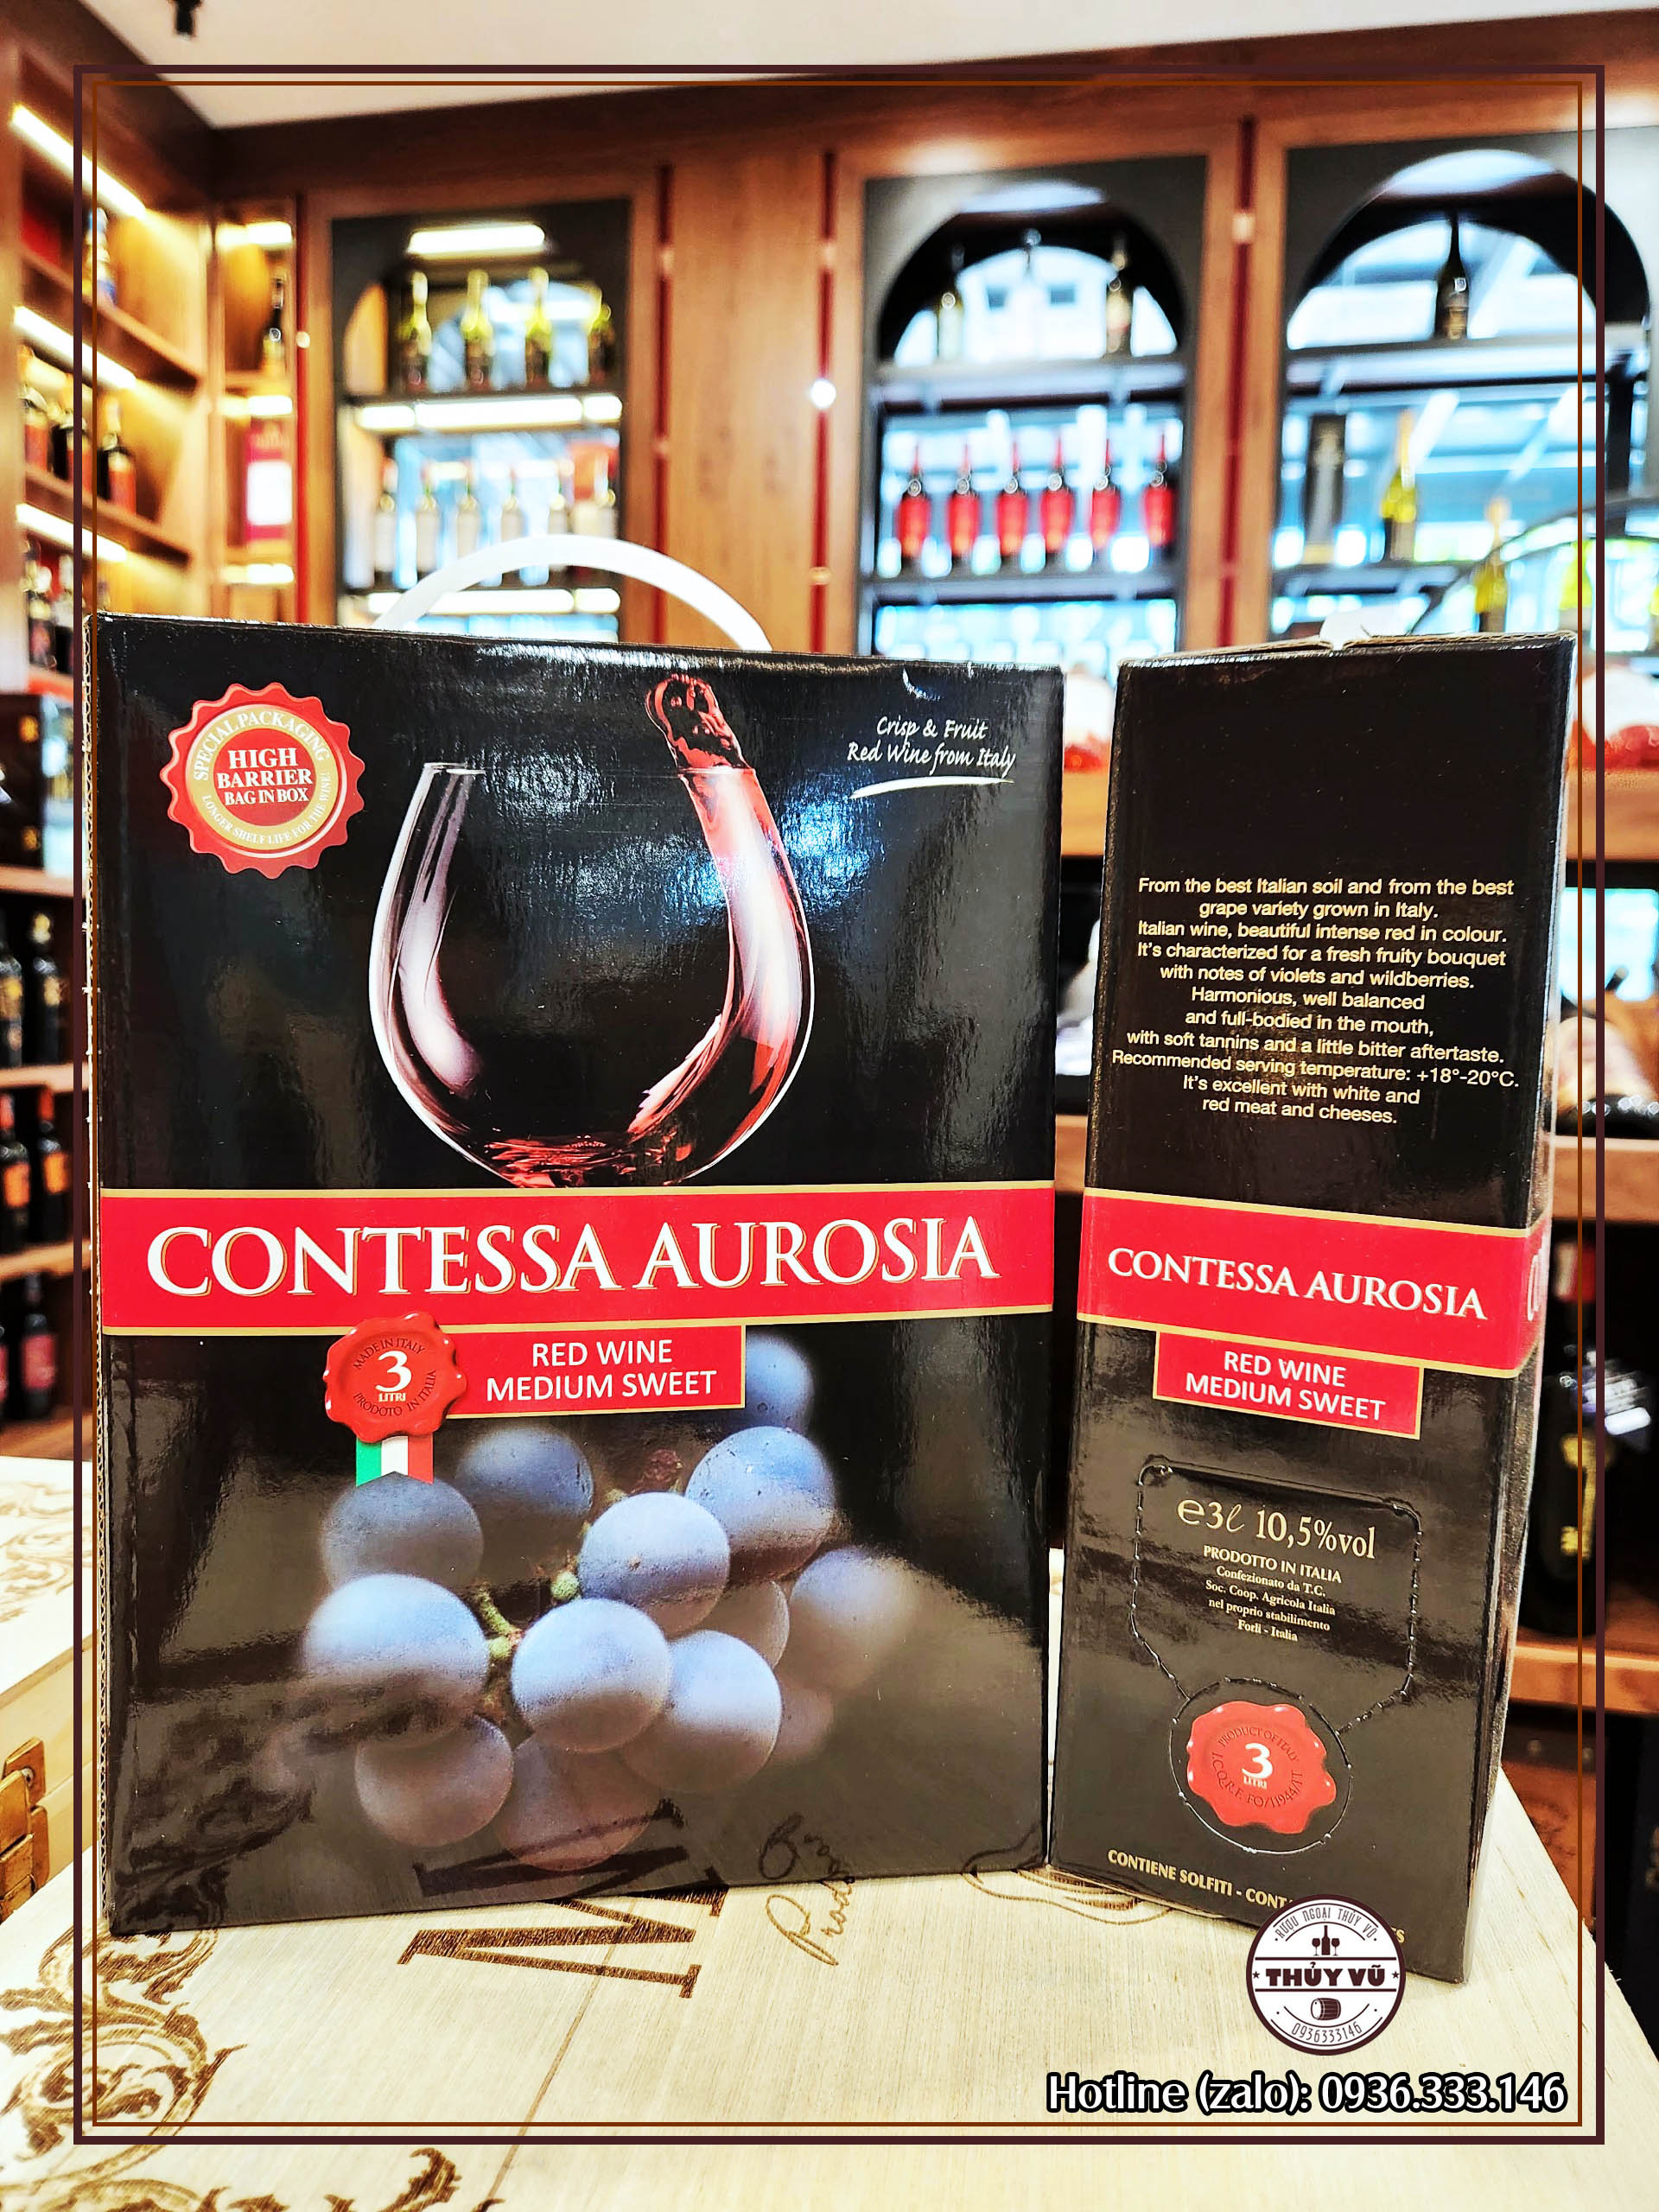 SPECIAL PACKAGING
HIGH
BARRIER
BAG IN BOX
LONGER SHELF LIFE FOR THE WINE!
Crisp & Fruit
Red Wine from Italy
CONTESSA AUROSIA
MADE IN ITALY
3
LITRI
PRODOTO IN ITALIA
RED WINE
MEDIUM SWEET
From the best Italian soil and from the best
grape variety grown in Italy.
Italian wine, beautiful intense red in colour.
It's characterized for a fresh fruity bouquet
with notes of violets and wildberries.
Harmonious, well balanced
and full-bodied in the mouth,
with soft tannins and a little bitter aftertaste.
Recommended serving temperature: +18°-20°C.
It's excellent with white and
red meat and cheeses.
CONTESSA AUROSIA
RED WINE
MEDIUM SWEET
e3ℓ 10,5%vol
PRODOTTO IN ITALIA
Confezionato da T.C.
Soc. Coop. Agricola Italia
nel proprio stabilimento
Forlì - Italia
PRODUCT OF ITALY
3
LITRI
I.C.Q.R.F. FO/11944/IT
CONTIENE SOLFITI -
RƯỢU NGOẠI THỦY VŨ
THỦY VŨ
0936333146
Hotline (zalo): 0936.333.146